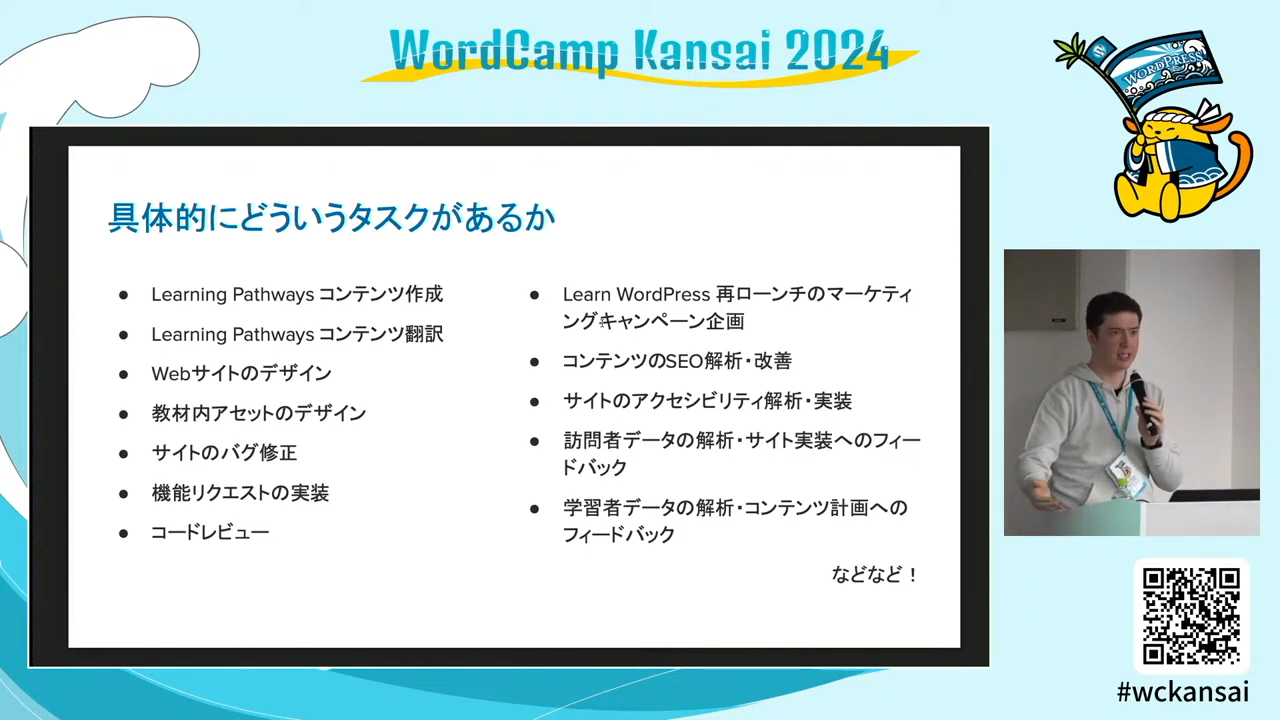 WordCamp Kansai 2024
WORDPRESS
W
具体的にどういうタスクがあるか
● Learning Pathways コンテンツ作成
● Learning Pathways コンテンツ翻訳
● Webサイトのデザイン
● 教材内アセットのデザイン
● サイトのバグ修正
● 機能リクエストの実装
● コードレビュー
● Learn WordPress 再ローンチのマーケティ
ングキャンペーン企画
● コンテンツのSEO解析・改善
● サイトのアクセシビリティ解析・実装
● 訪問者データの解析・サイト実装へのフィー
ドバック
● 学習者データの解析・コンテンツ計画への
フィードバック
などなど！
#wckansai